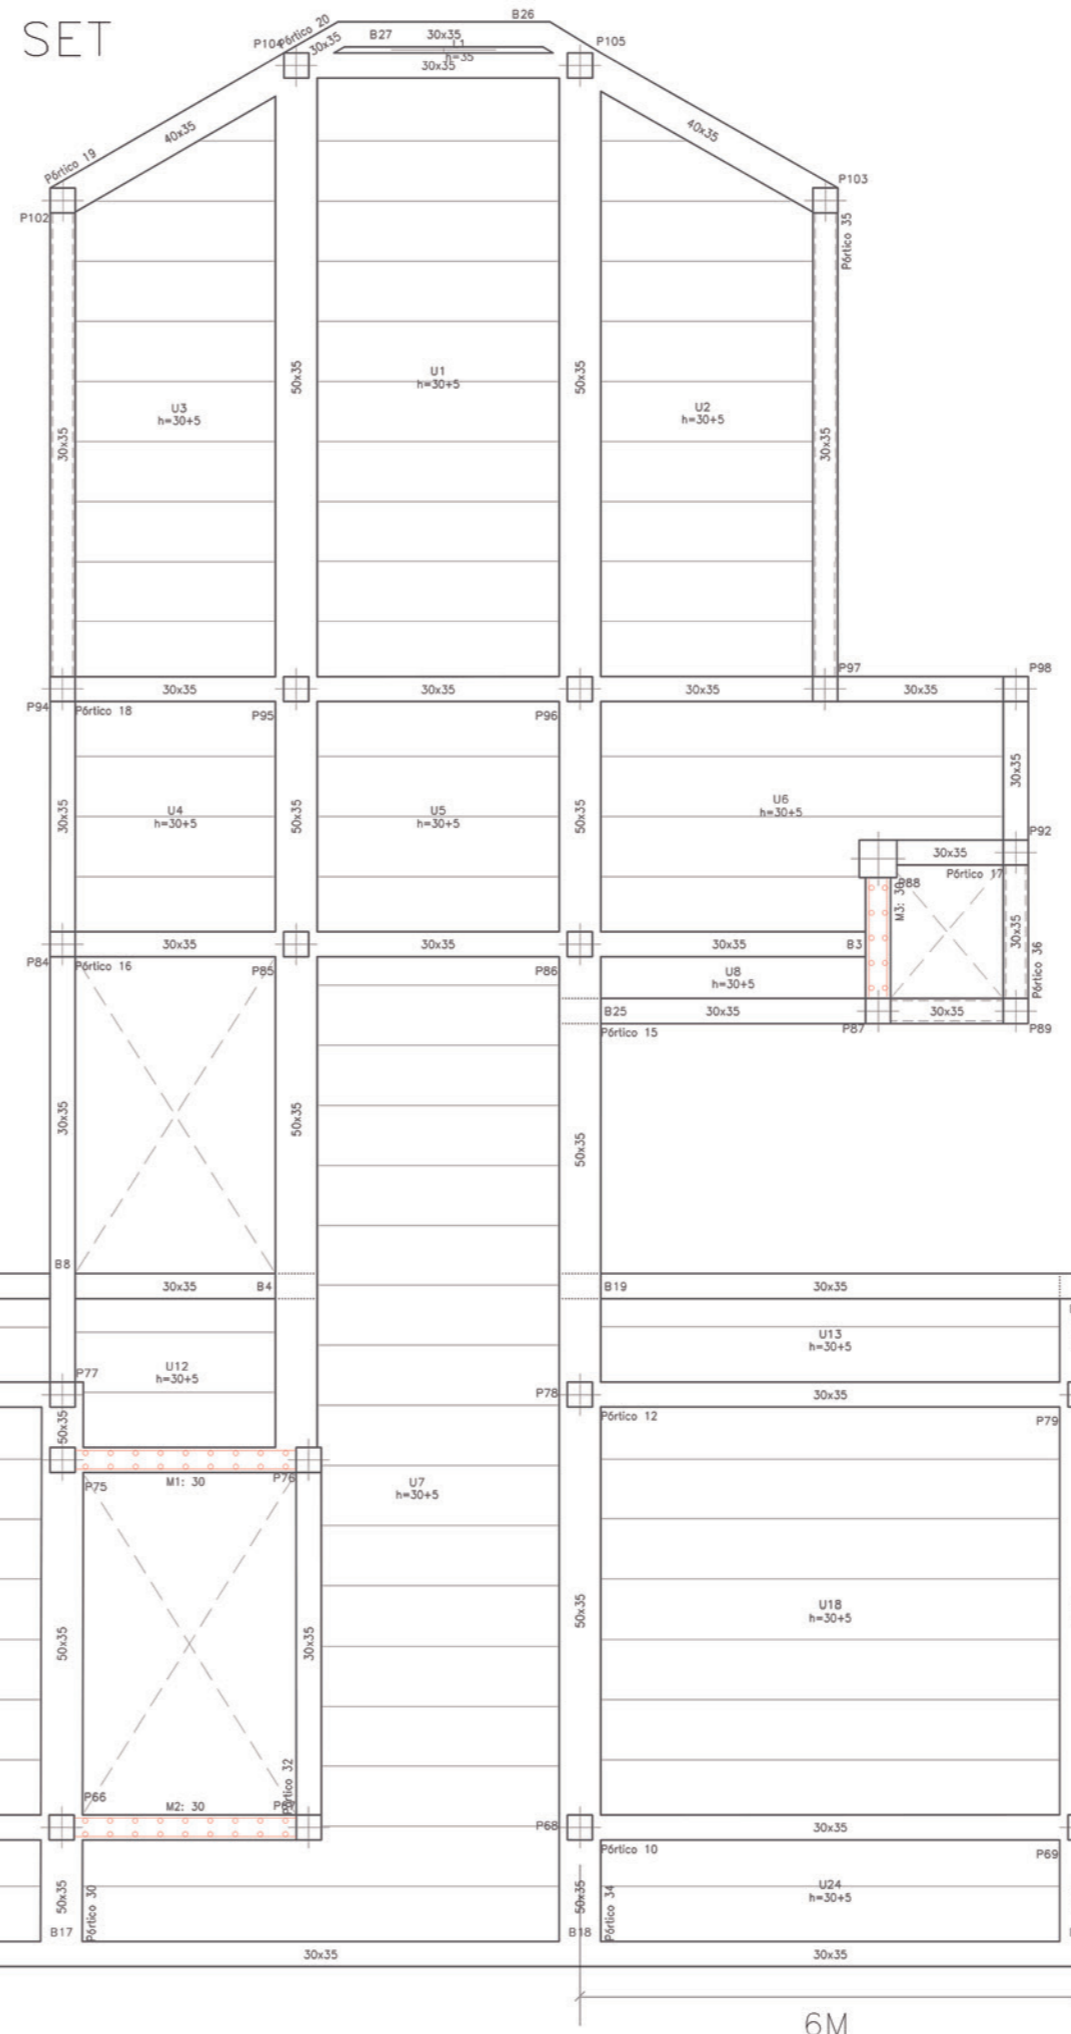 SET
B26
Pórtico 20
B27
30x35
L1
h=35
P104
30x35
P105
30x35
40x35
40x35
Pórtico 19
P102
P103
Pórtico 35
50x35
U1
h=30+5
50x35
U3
h=30+5
U2
h=30+5
30x35
30x35
P97
P98
30x35
30x35
30x35
30x35
P94
Pórtico 18
P95
P96
30x35
U4
h=30+5
50x35
U5
h=30+5
50x35
U6
h=30+5
30x35
P92
30x35
Pórtico 17
P88
M3: 30
30x35
30x35
30x35
30x35
B3
Pórtico 36
P84
Pórtico 16
P85
P86
U8
h=30+5
B25
30x35
30x35
Pórtico 15
P87
P89
30x35
50x35
50x35
B8
30x35
B4
B19
30x35
U13
h=30+5
U12
h=30+5
P77
P78
30x35
50x35
Pórtico 12
P79
P75
M1: 30
P76
U7
h=30+5
50x35
30x35
50x35
U18
h=30+5
Pórtico 32
P66
M2: 30
P67
P68
30x35
Pórtico 10
P69
50x35
Pórtico 30
50x35
Pórtico 34
U24
h=30+5
B17
B18
30x35
30x35
6M